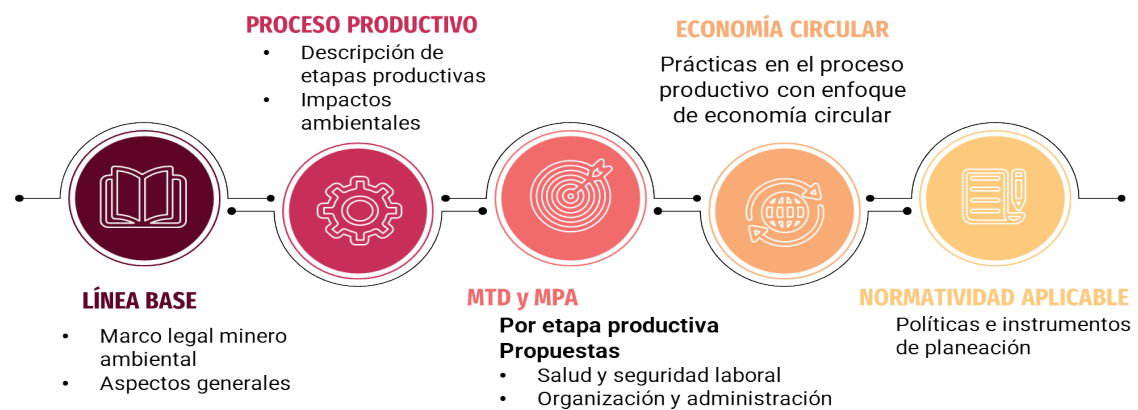 PROCESO PRODUCTIVO
• Descripción de
etapas productivas
• Impactos
ambientales
ECONOMÍA CIRCULAR
Prácticas en el proceso
productivo con enfoque
de economía circular
LÍNEA BASE
• Marco legal minero
ambiental
• Aspectos generales
MTD y MPA
Por etapa productiva
Propuestas
• Salud y seguridad laboral
• Organización y administración
NORMATIVIDAD APLICABLE
Políticas e instrumentos
de planeación